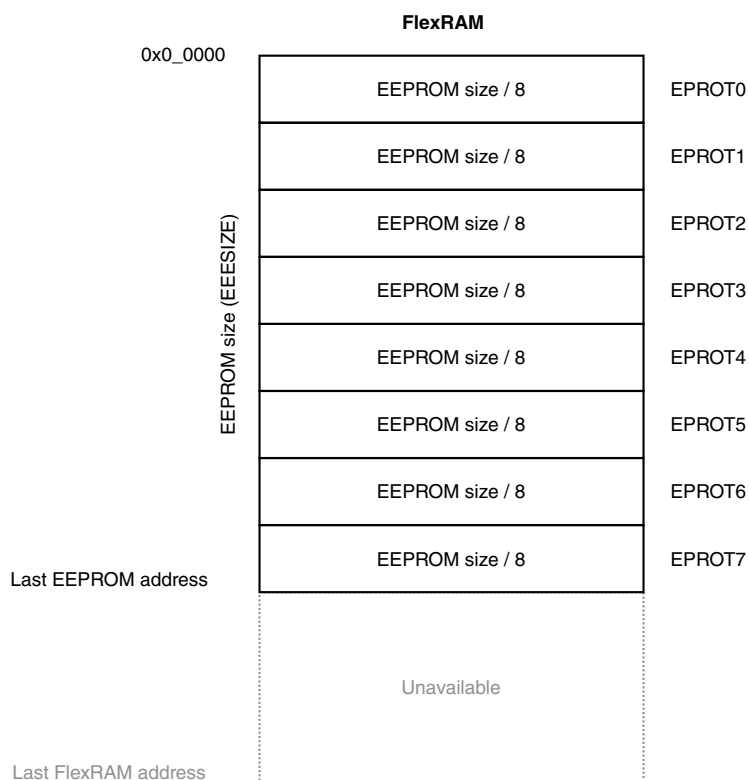 FlexRAM
0x0_0000
EEPROM size / 8 EPROT0
EEPROM size / 8 EPROT1
EEPROM size / 8 EPROT2
EEPROM size / 8 EPROT3
EEPROM size (EEESIZE)
EEPROM size / 8 EPROT4
EEPROM size / 8 EPROT5
EEPROM size / 8 EPROT6
EEPROM size / 8 EPROT7
Last EEPROM address
Unavailable
Last FlexRAM address